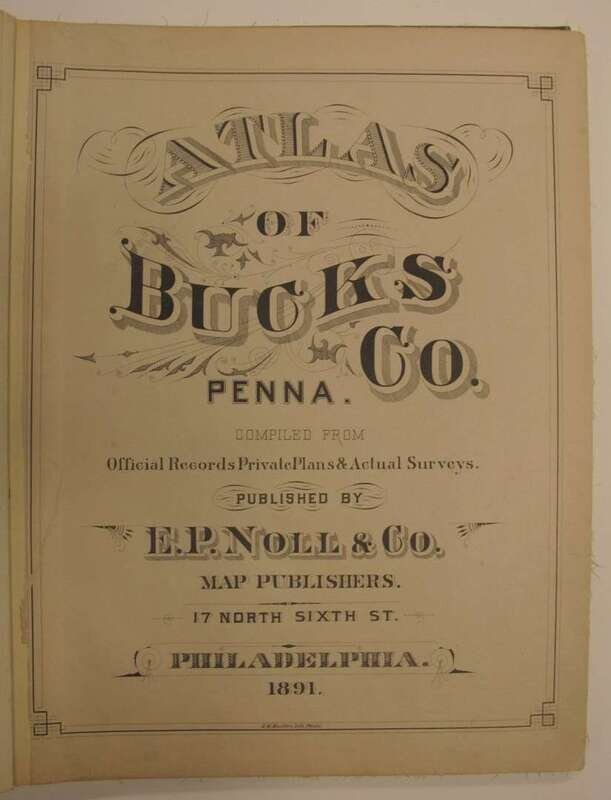 ATLAS
OF
BUCKS
CO.
PENNA.
COMPILED FROM
Official Records Private Plans & Actual Surveys.
PUBLISHED BY
E.P. NOLL & CO.
MAP PUBLISHERS.
17 NORTH SIXTH ST.
PHILADELPHIA.
1891.